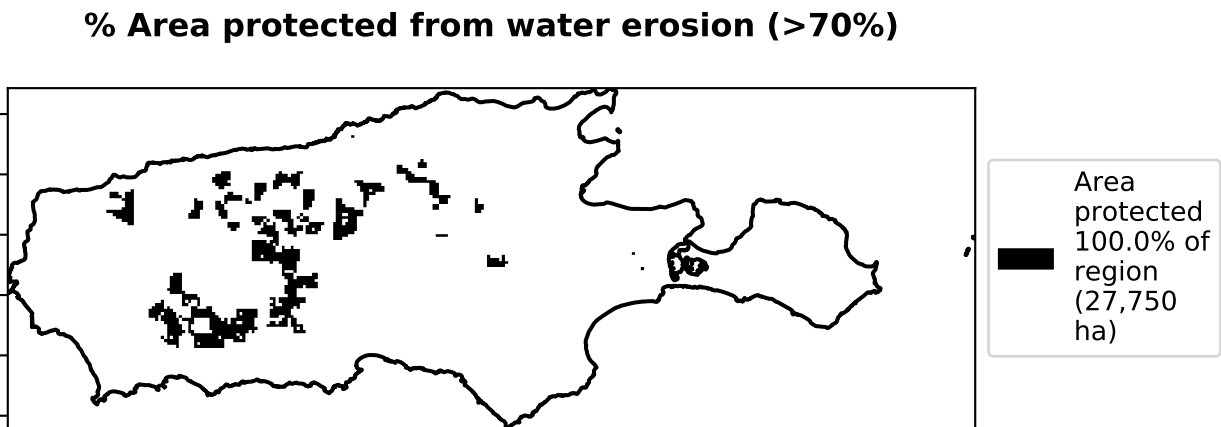 % Area protected from water erosion (>70%)
Area
protected
100.0% of
region
(27,750
ha)